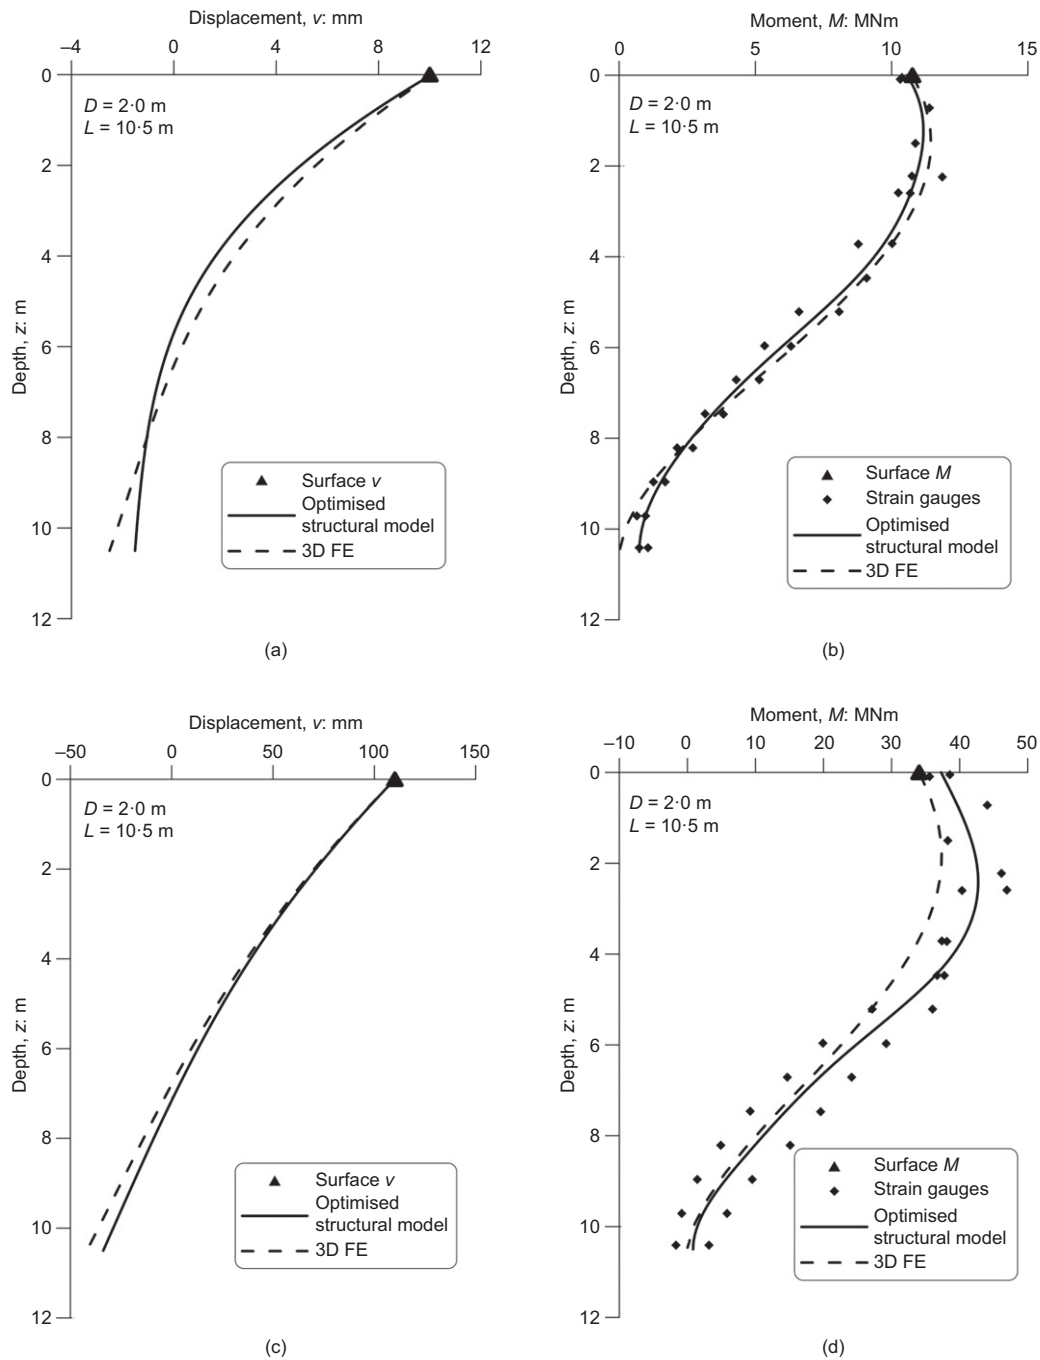 Displacement, v: mm
–4 0 4 8 12
0
D = 2·0 m
L = 10·5 m
2
4
6
8
10
12
Depth, z: m
Surface v
Optimised
structural model
3D FE
(a)
Moment, M: MNm
0 5 10 15
0
D = 2·0 m
L = 10·5 m
2
4
6
8
10
12
Depth, z: m
Surface M
Strain gauges
Optimised
structural model
3D FE
(b)
Displacement, v: mm
–50 0 50 100 150
0
D = 2·0 m
L = 10·5 m
2
4
6
8
10
12
Depth, z: m
Surface v
Optimised
structural model
3D FE
(c)
Moment, M: MNm
–10 0 10 20 30 40 50
0
D = 2·0 m
L = 10·5 m
2
4
6
8
10
12
Depth, z: m
Surface M
Strain gauges
Optimised
structural model
3D FE
(d)